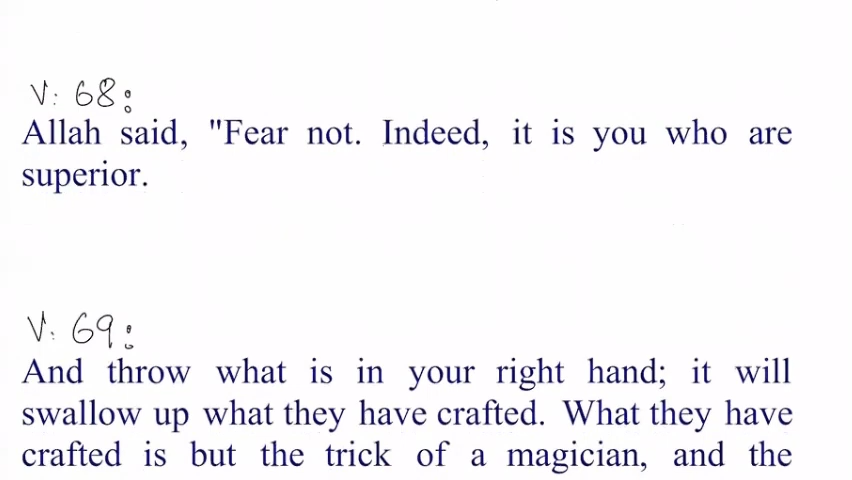 V: 68:
Allah said, "Fear not. Indeed, it is you who are
superior.
V: 69:
And throw what is in your right hand; it will
swallow up what they have crafted. What they have
crafted is but the trick of a magician, and the